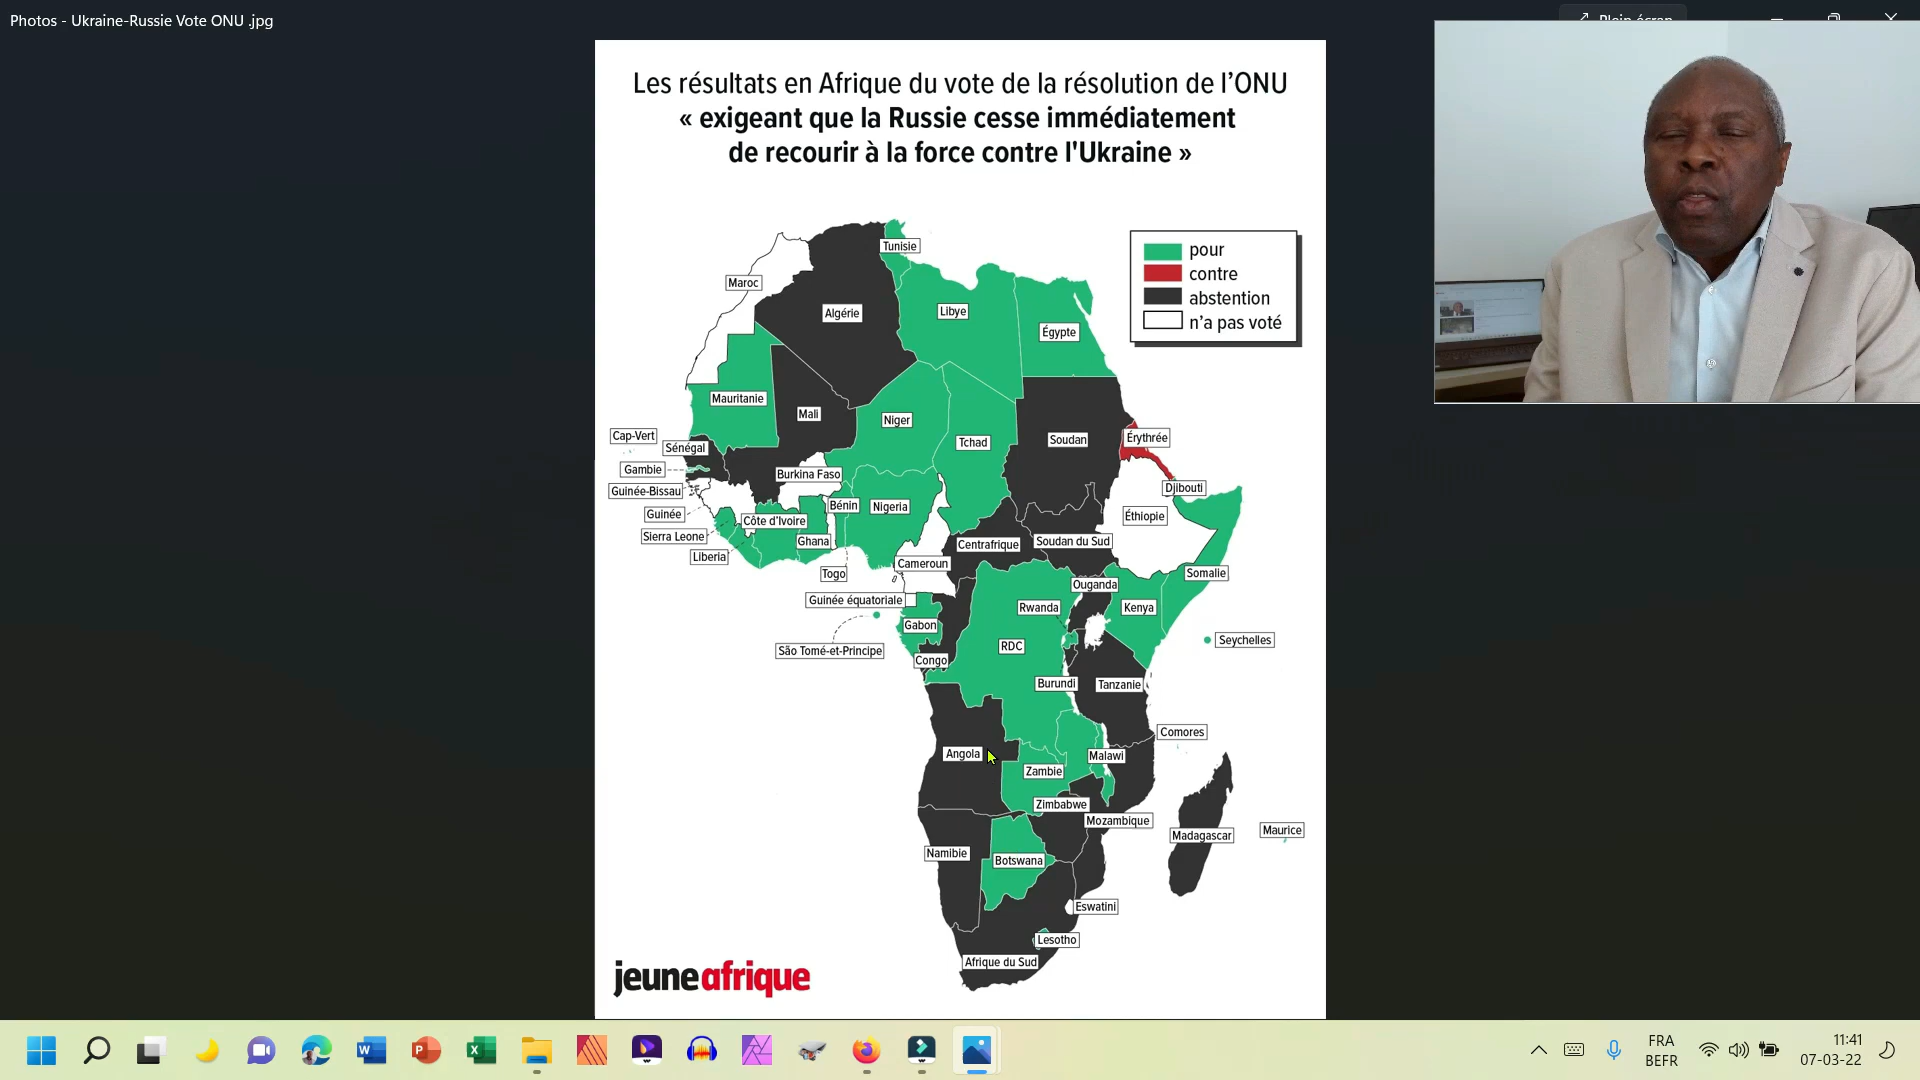 Photos - Ukraine-Russie Vote ONU .jpg
Plein écran
Les résultats en Afrique du vote de la résolution de l'ONU
« exigeant que la Russie cesse immédiatement
de recourir à la force contre l'Ukraine »
pour
contre
abstention
n'a pas voté
Tunisie
Maroc
Algérie
Libye
Égypte
Mauritanie
Mali
Niger
Tchad
Soudan
Érythrée
Cap-Vert
Sénégal
Gambie
Burkina Faso
Djibouti
Guinée-Bissau
Bénin
Nigeria
Guinée
Côte d'Ivoire
Éthiopie
Sierra Leone
Ghana
Centrafrique
Soudan du Sud
Liberia
Cameroun
Togo
Somalie
Ouganda
Guinée équatoriale
Rwanda
Kenya
Gabon
Seychelles
São Tomé-et-Principe
RDC
Congo
Burundi
Tanzanie
Comores
Angola
Malawi
Zambie
Zimbabwe
Mozambique
Madagascar
Maurice
Namibie
Botswana
Eswatini
Lesotho
Afrique du Sud
jeuneafrique
FRA
BEFR
11:41
07-03-22